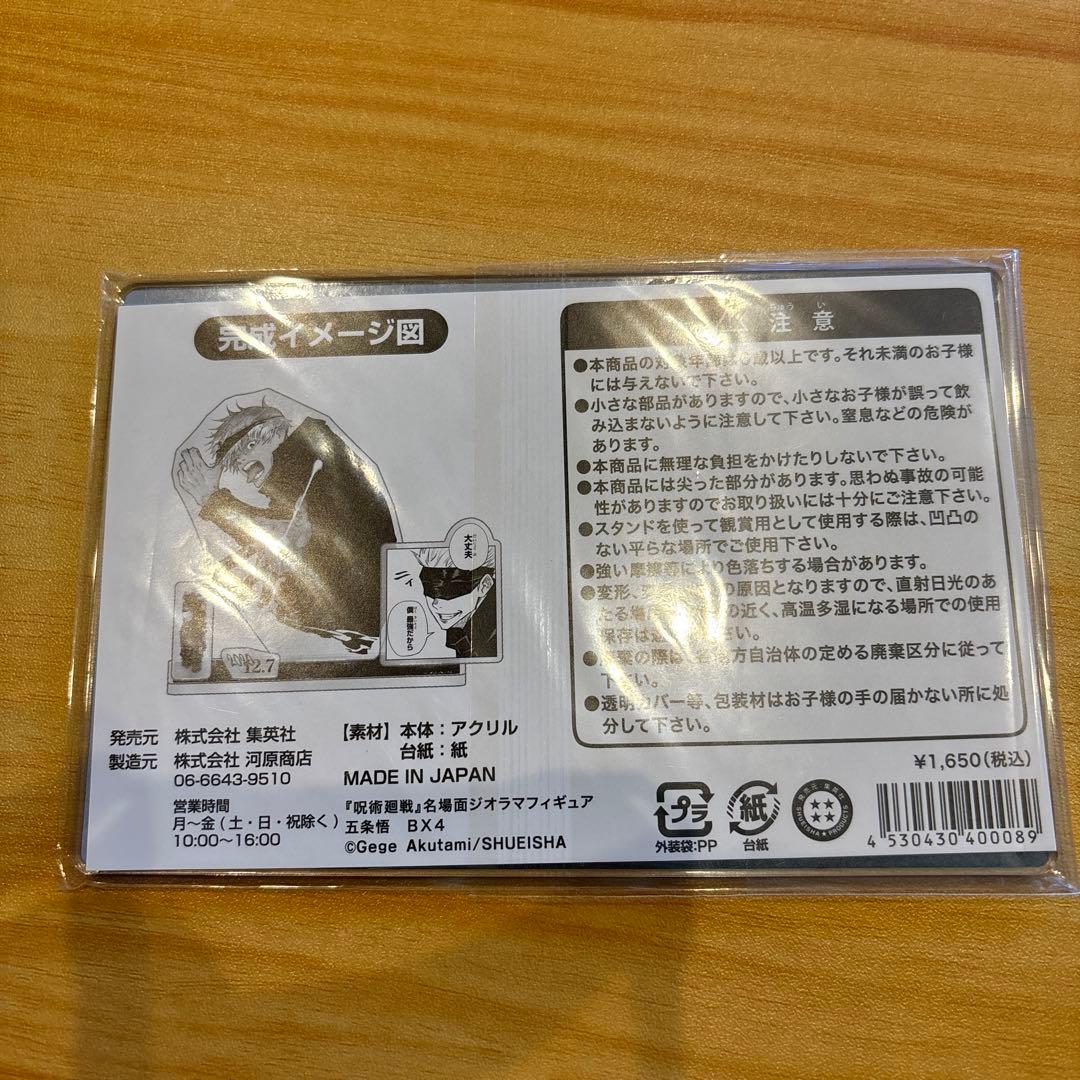 完成イメージ図
大丈夫
僕 最強だから
12.7
発売元 株式会社 集英社
製造元 株式会社 河原商店
06-6643-9510
営業時間
月〜金(土・日・祝除く)
10:00〜16:00
【素材】本体：アクリル
台紙：紙
MADE IN JAPAN
『呪術廻戦』名場面ジオラマフィギュア
五条悟 BX4
©Gege Akutami/SHUEISHA
注意
●本商品の対象年齢は 歳以上です。それ未満のお子様
には与えないで下さい。
●小さな部品がありますので、小さなお子様が誤って飲
み込まないように注意して下さい。窒息などの危険が
あります。
●本商品に無理な負担をかけたりしないで下さい。
●本商品には尖った部分があります。思わぬ事故の可能
性がありますのでお取り扱いには十分にご注意下さい。
●スタンドを使って観賞用として使用する際は、凹凸の
ない平らな場所でご使用下さい。
●強い摩擦等により色落ちする場合があります。
●変形、 の原因となりますので、直射日光のあ
たる の近く、高温多湿になる場所での使用
保存は さい。
●廃棄の際は 各地方自治体の定める廃棄区分に従って
下さい。
●透明カバー等、包装材はお子様の手の届かない所に処
分して下さい。
¥1,650(税込)
プラ
外装袋:PP
紙
台紙
発売元・集英社
SHUEISHA PRODUCTS
4 530430 400089